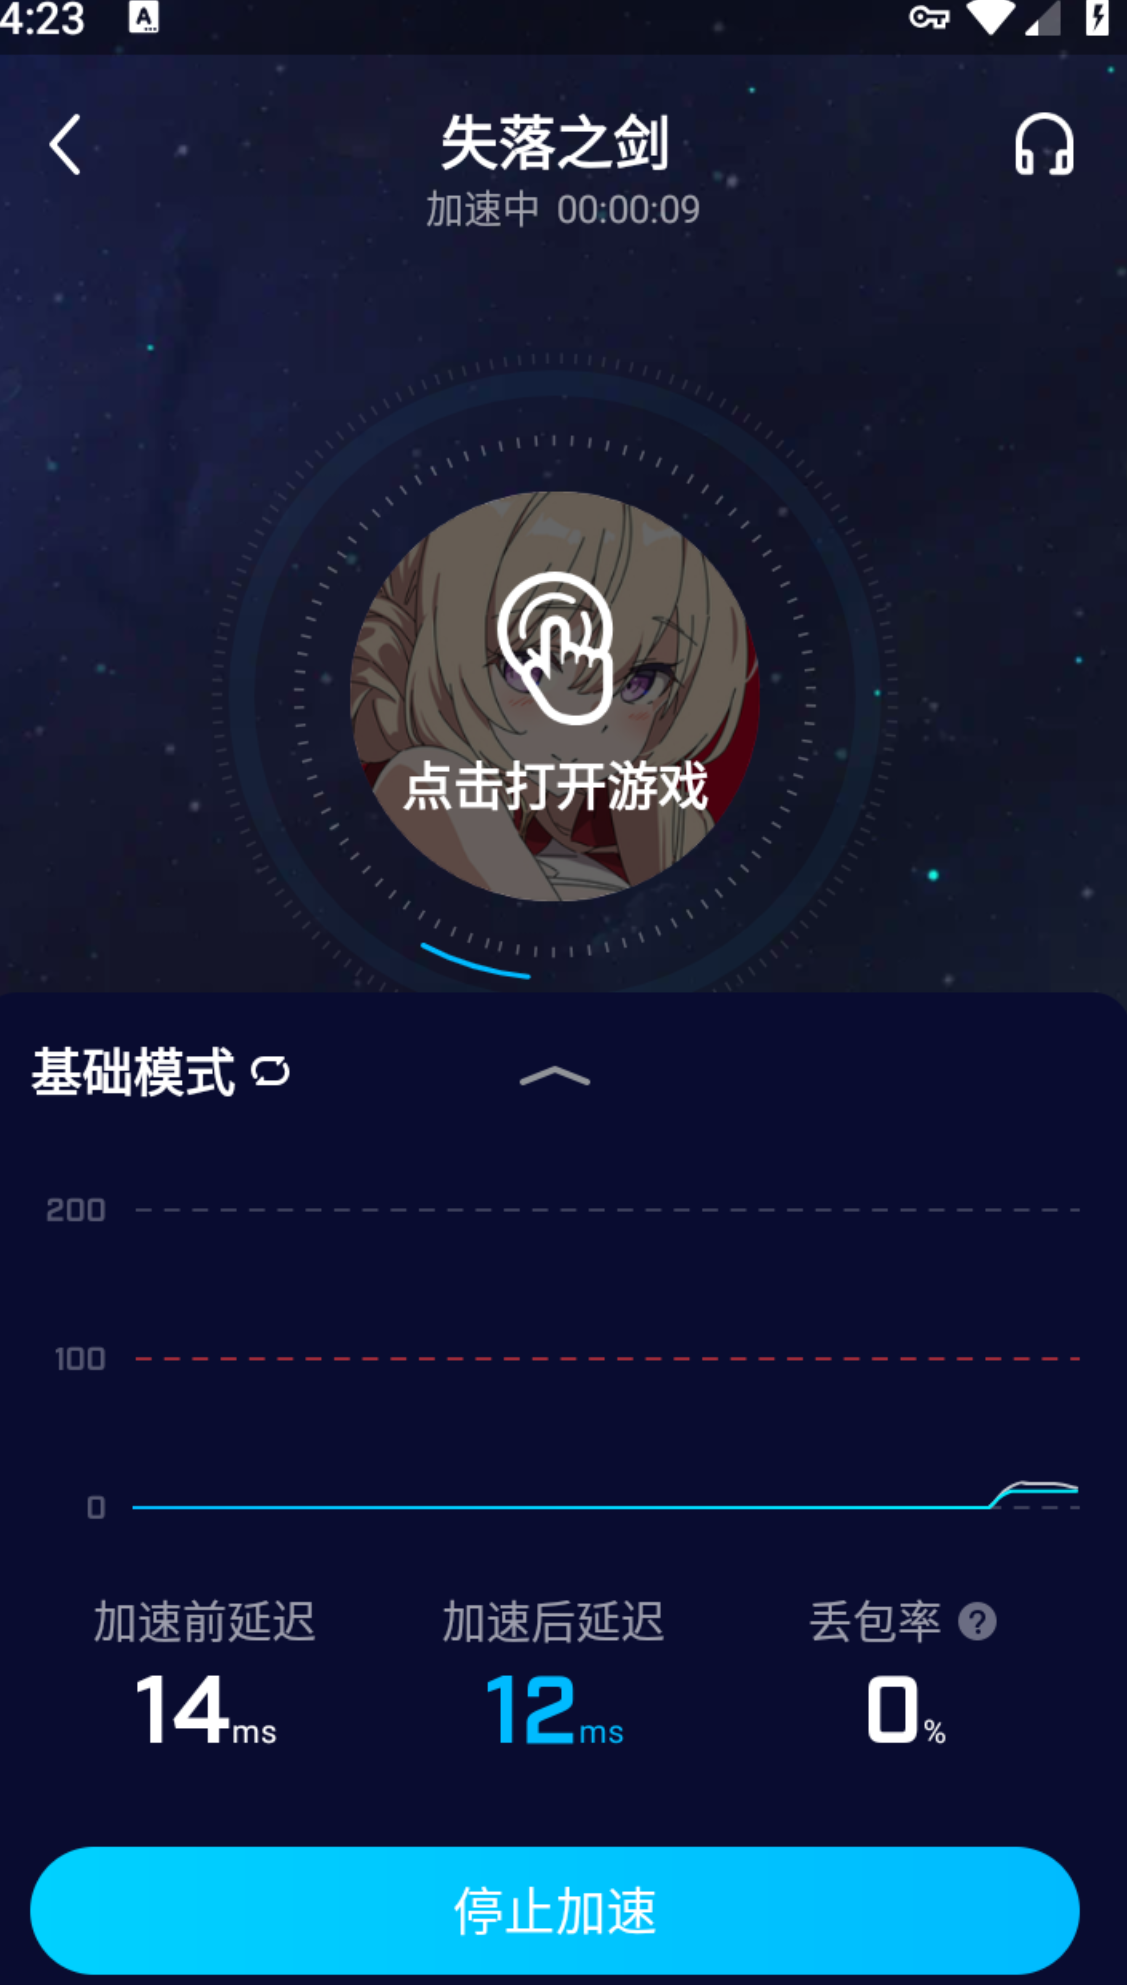 4:23 A
失落之剑
加速中 00:00:09
点击打开游戏
基础模式
200
100
0
加速前延迟 加速后延迟 丢包率 ?
14ms 12ms 0%
停止加速